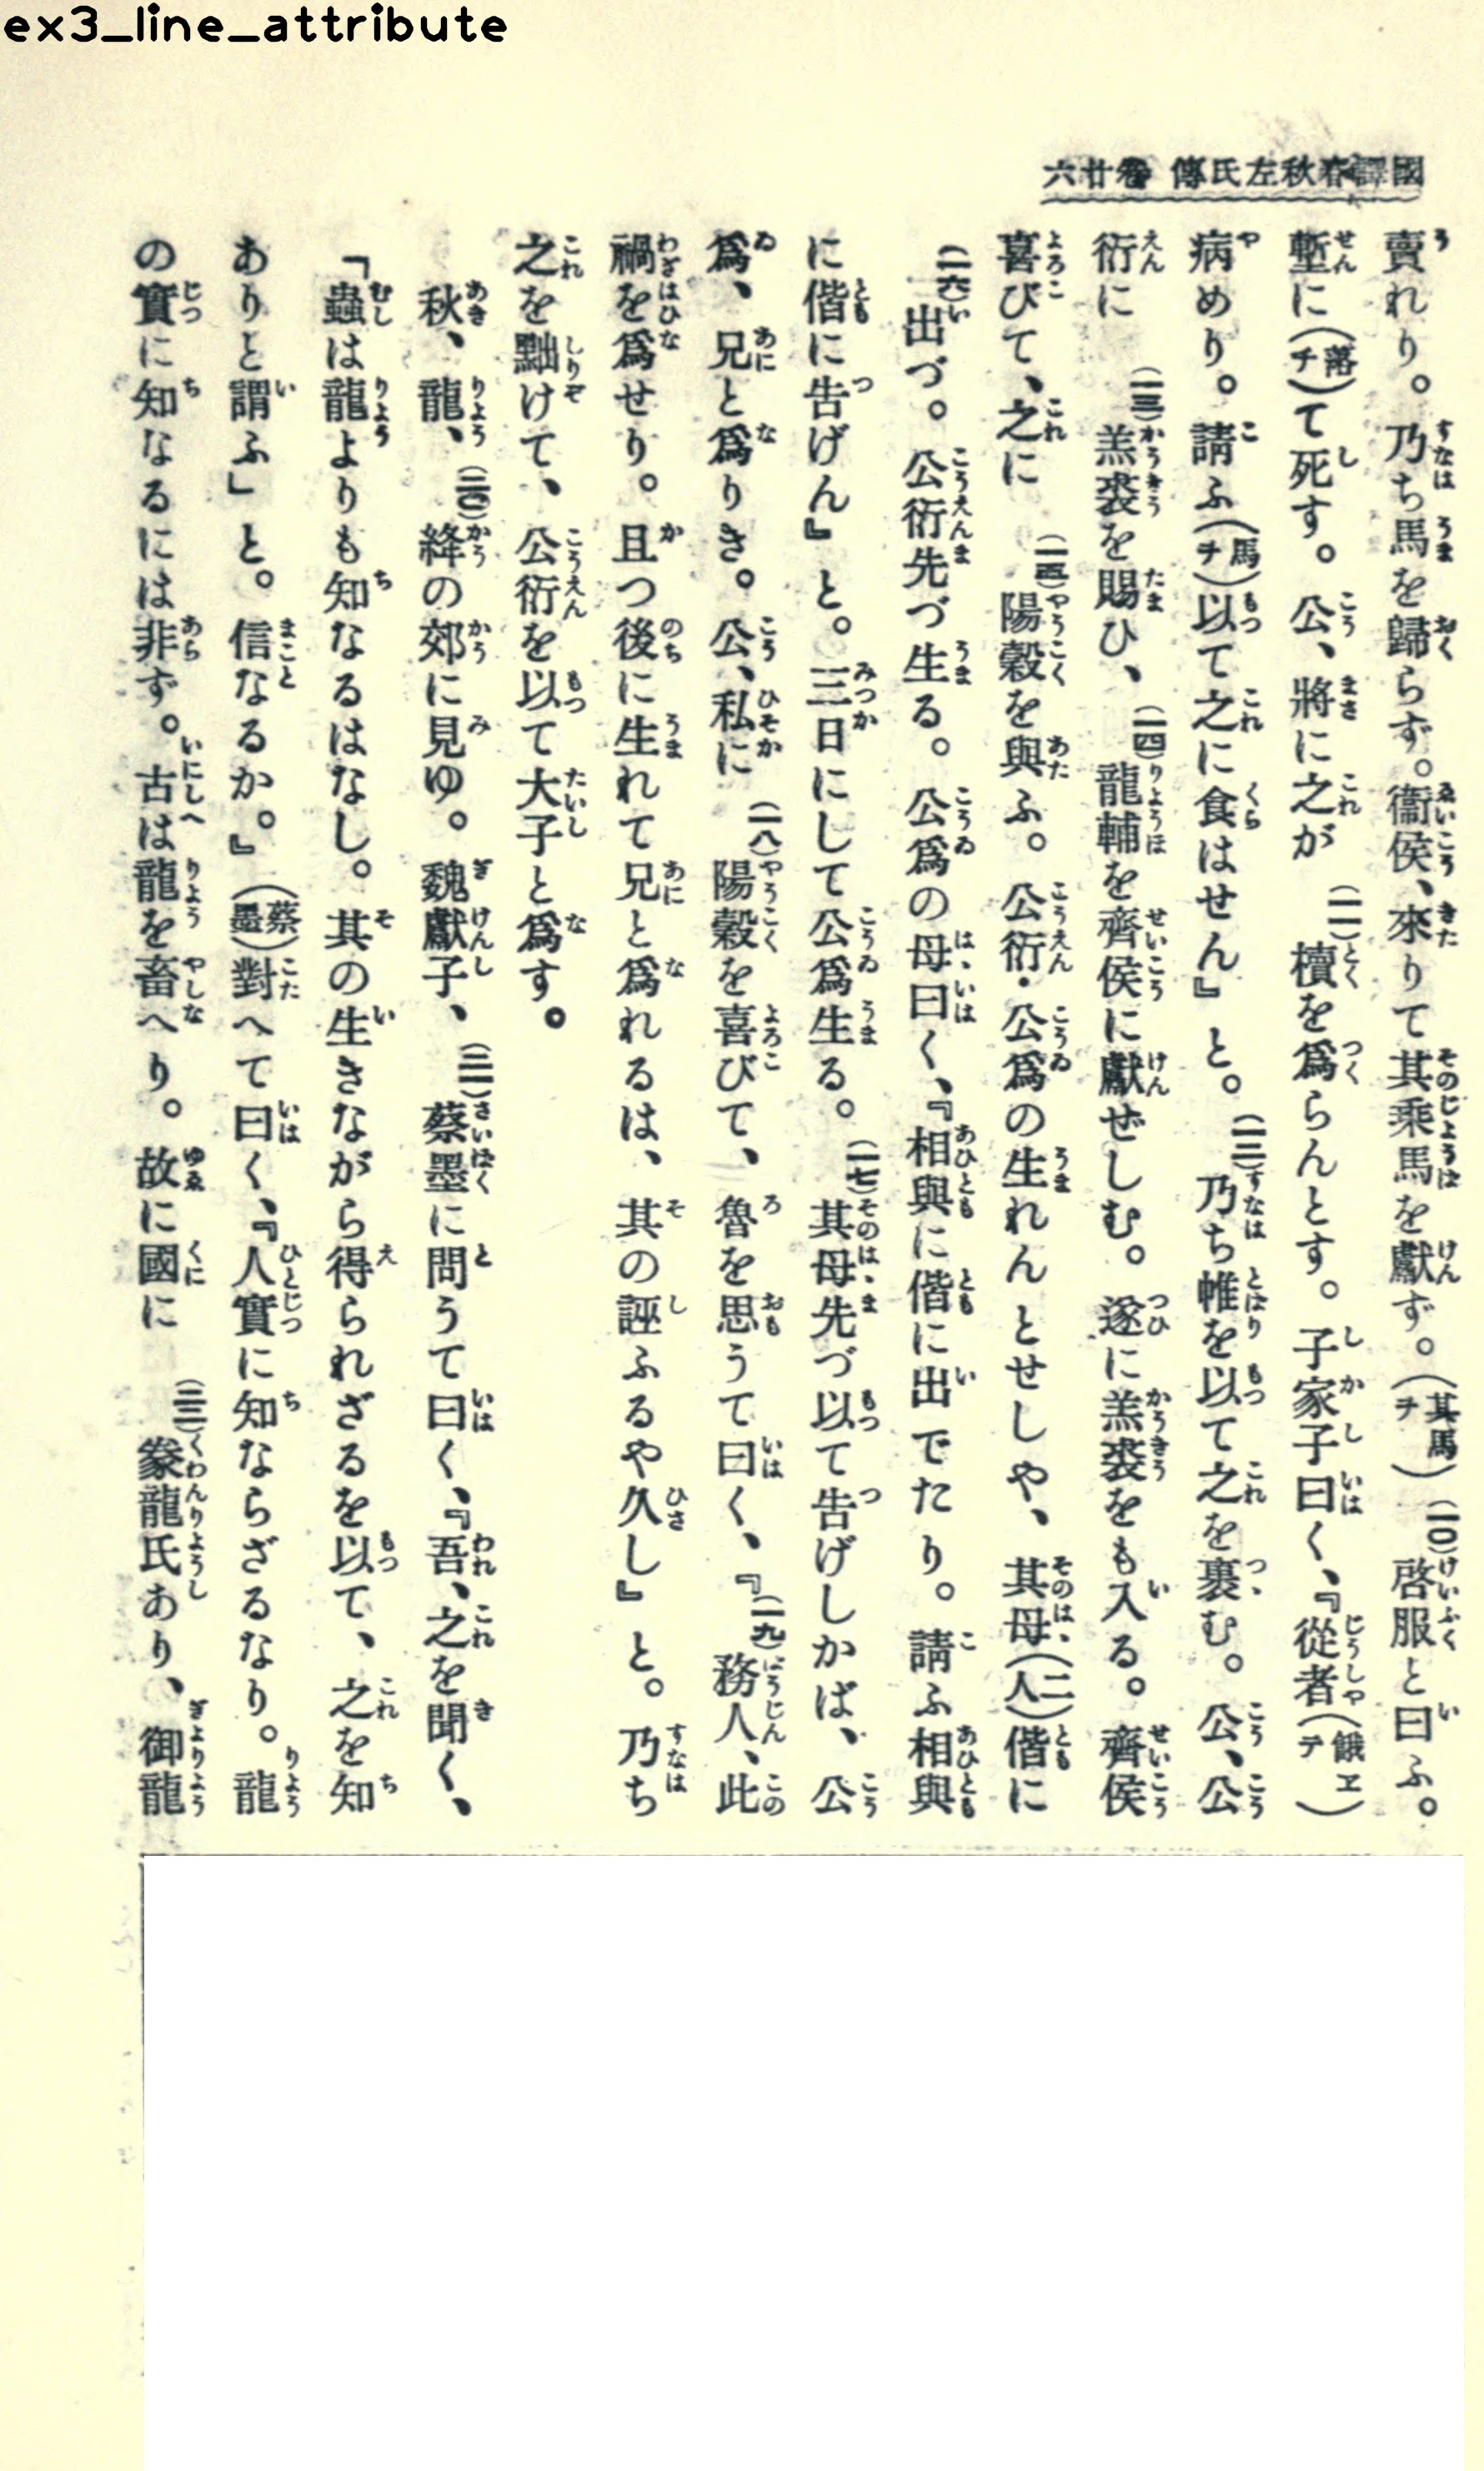 ex3_line_attribute
國譯春秋左氏傳 卷廿六
賣れり。乃ち馬を歸らず。衞侯、來りて其乘馬を獻ず。(其馬チ)(一〇)啓服と曰ふ。
塹に(落チ)て死す。公、將に之が(一一)櫝を爲らんとす。子家子曰く、『從者(餓ヱテ)
病めり。請ふ(馬チ)以て之に食はせん』と。(一二)乃ち帷を以て之を裹む。公、公
衍に(一三)羔裘を賜ひ、(一四)龍輔を齊侯に獻ぜしむ。遂に羔裘をも入る。齊侯
喜びて、之に(一五)陽穀を與ふ。公衍・公爲の生れんとせしや、其母(二人)偕に
(一六)出づ。公衍先づ生る。公爲の母曰く、『相與に偕に出でたり。請ふ相與
に偕に告げん』と。三日にして公爲生る。(一七)其母先づ以て告げしかば、公
爲、兄と爲りき。公、私に(一八)陽穀を喜びて、魯を思うて曰く、『(一九)務人、此
禍を爲せり。且つ後に生れて兄と爲れるは、其の誣ふるや久し』と。乃ち
之を黜けて、公衍を以て大子と爲す。
秋、龍、(二〇)絳の郊に見ゆ。魏獻子、(二一)蔡墨に問うて曰く、『吾、之を聞く、
「蟲は龍よりも知なるはなし。其の生きながら得られざるを以て、之を知
ありと謂ふ」と。信なるか。』(蔡墨)對へて曰く、『人實に知ならざるなり。龍
の實に知なるには非ず。古は龍を畜へり。故に國に(二二)豢龍氏あり、御龍